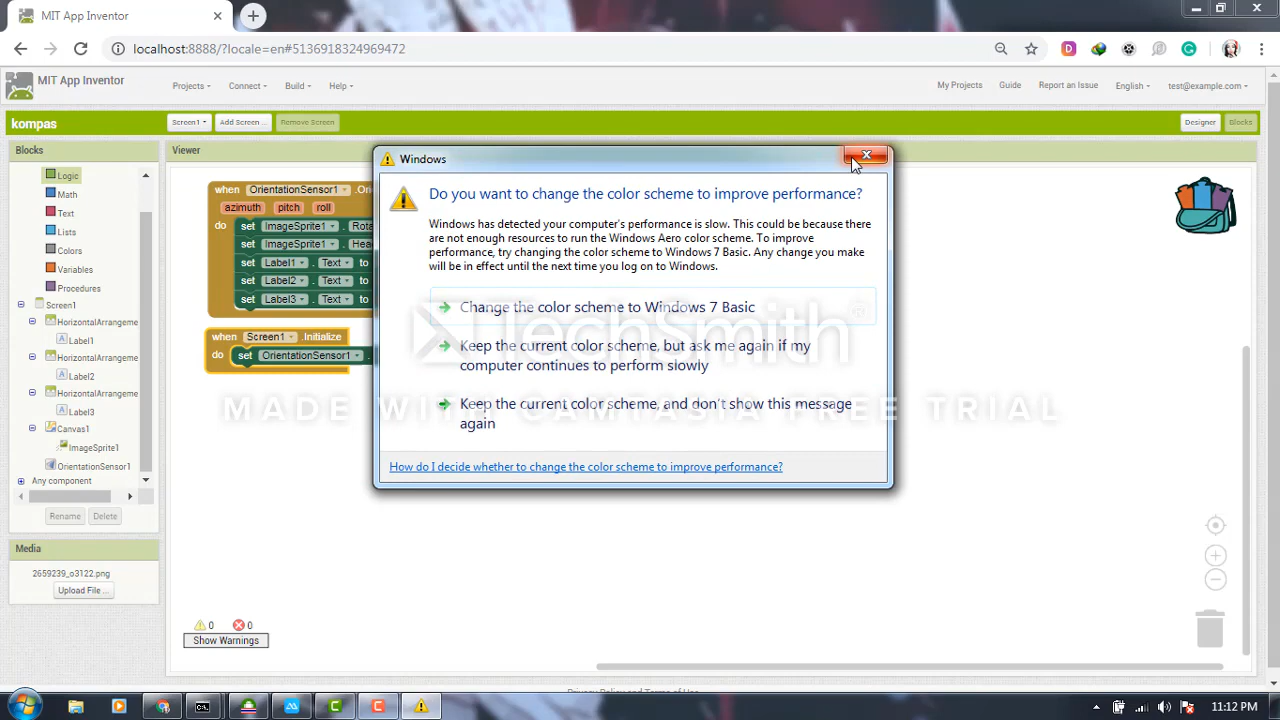 MIT App Inventor
localhost:8888/?locale=en#5136918324969472
MIT App Inventor
Projects
Connect
Build
Help
My Projects
Guide
Report an Issue
English
test@example.com
kompas
Screen1
Add Screen ...
Remove Screen
Designer
Blocks
Blocks
Viewer
Logic
Math
Text
Lists
Colors
Variables
Procedures
Screen1
HorizontalArrangeme
Label1
HorizontalArrangeme
Label2
HorizontalArrangeme
Label3
Canvas1
ImageSprite1
OrientationSensor1
Any component
Rename
Delete
Media
2659239_o3122.png
Upload File ...
when OrientationSensor1 .Or
azimuth pitch roll
do set ImageSprite1 . Rota
set ImageSprite1 . Hea
set Label1 . Text to
set Label2 . Text to
set Label3 . Text to
when Screen1 .Initialize
do set OrientationSensor1 .
0 0
Show Warnings
Windows
Do you want to change the color scheme to improve performance?
Windows has detected your computer's performance is slow. This could be because
there are not enough resources to run the Windows Aero color scheme. To improve
performance, try changing the color scheme to Windows 7 Basic. Any change you make
will be in effect until the next time you log on to Windows.
Change the color scheme to Windows 7 Basic
Keep the current color scheme, but ask me again if my
computer continues to perform slowly
Keep the current color scheme, and don't show this message
again
How do I decide whether to change the color scheme to improve performance?
TechSmith®
MADE WITH CAMTASIA FREE TRIAL
Privacy Policy and Terms of Use
11:12 PM